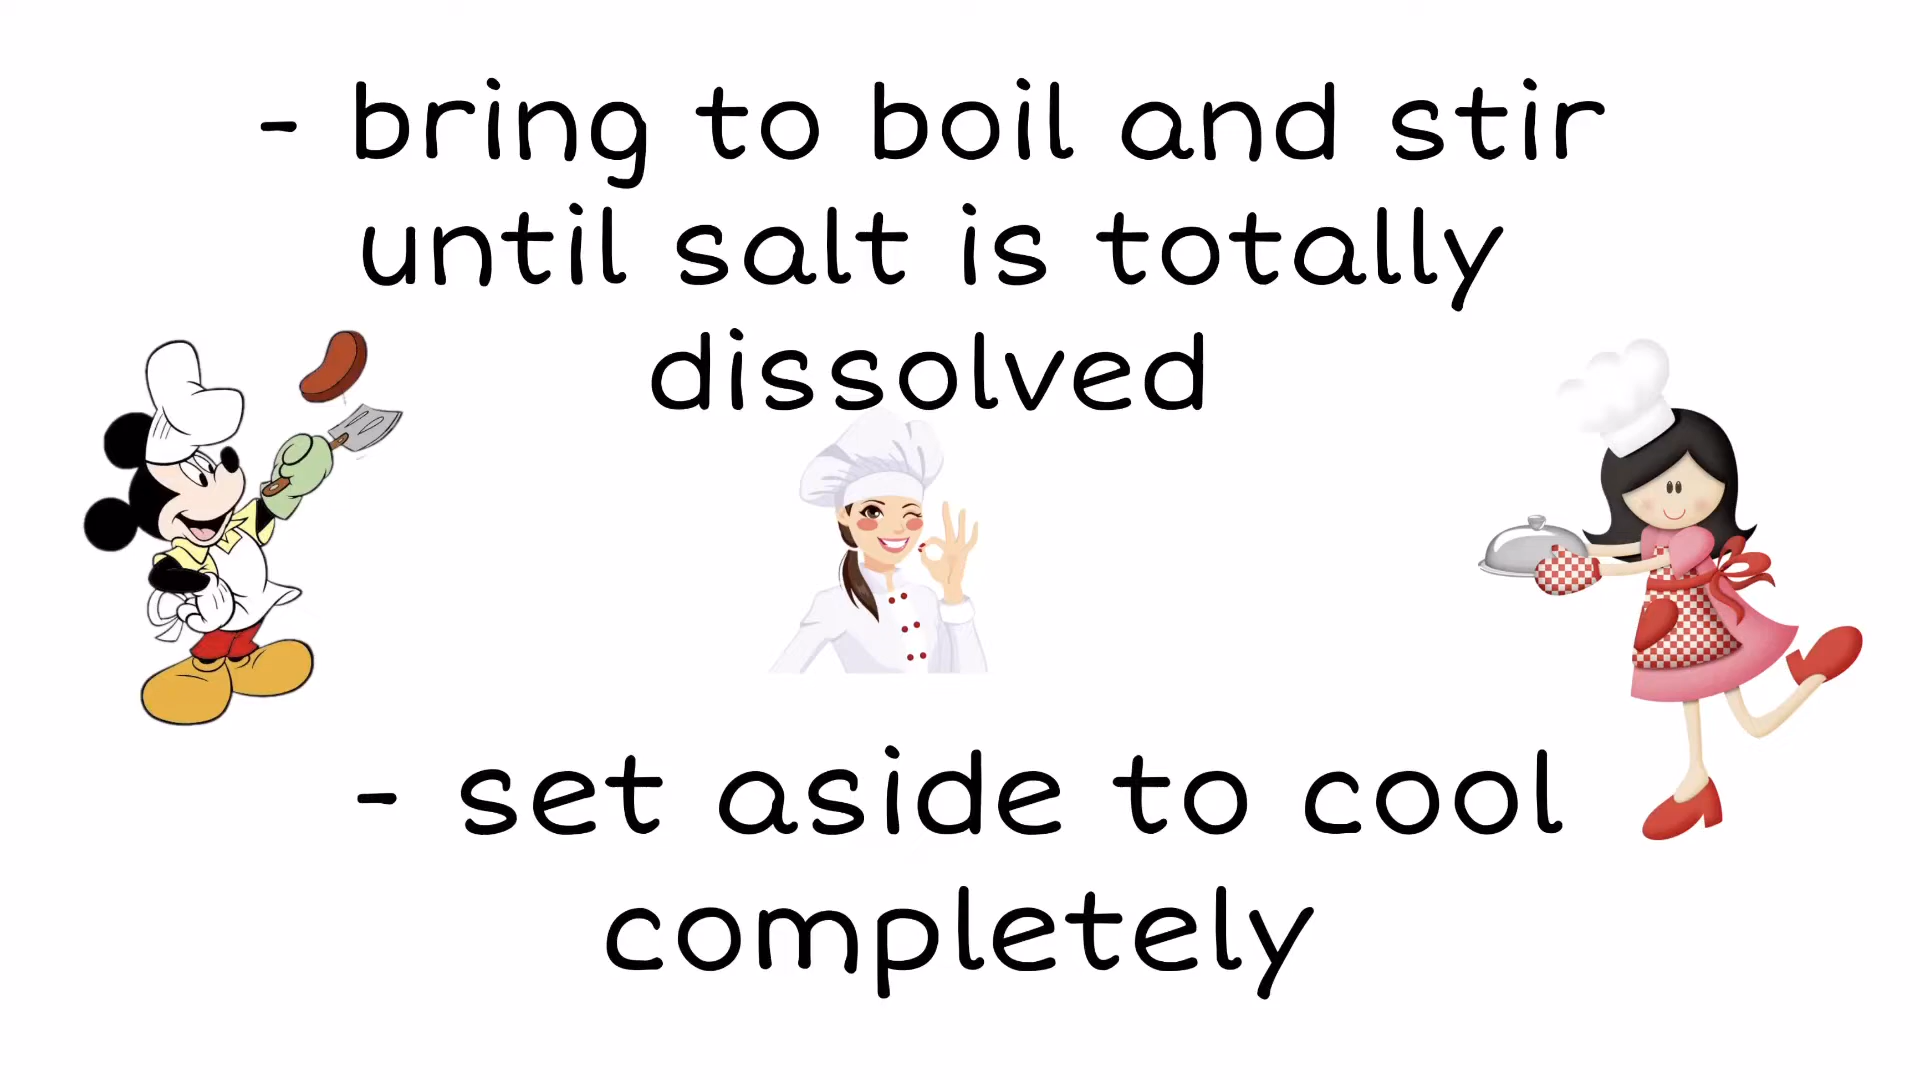 - bring to boil and stir
until salt is totally
dissolved
- set aside to cool
completely